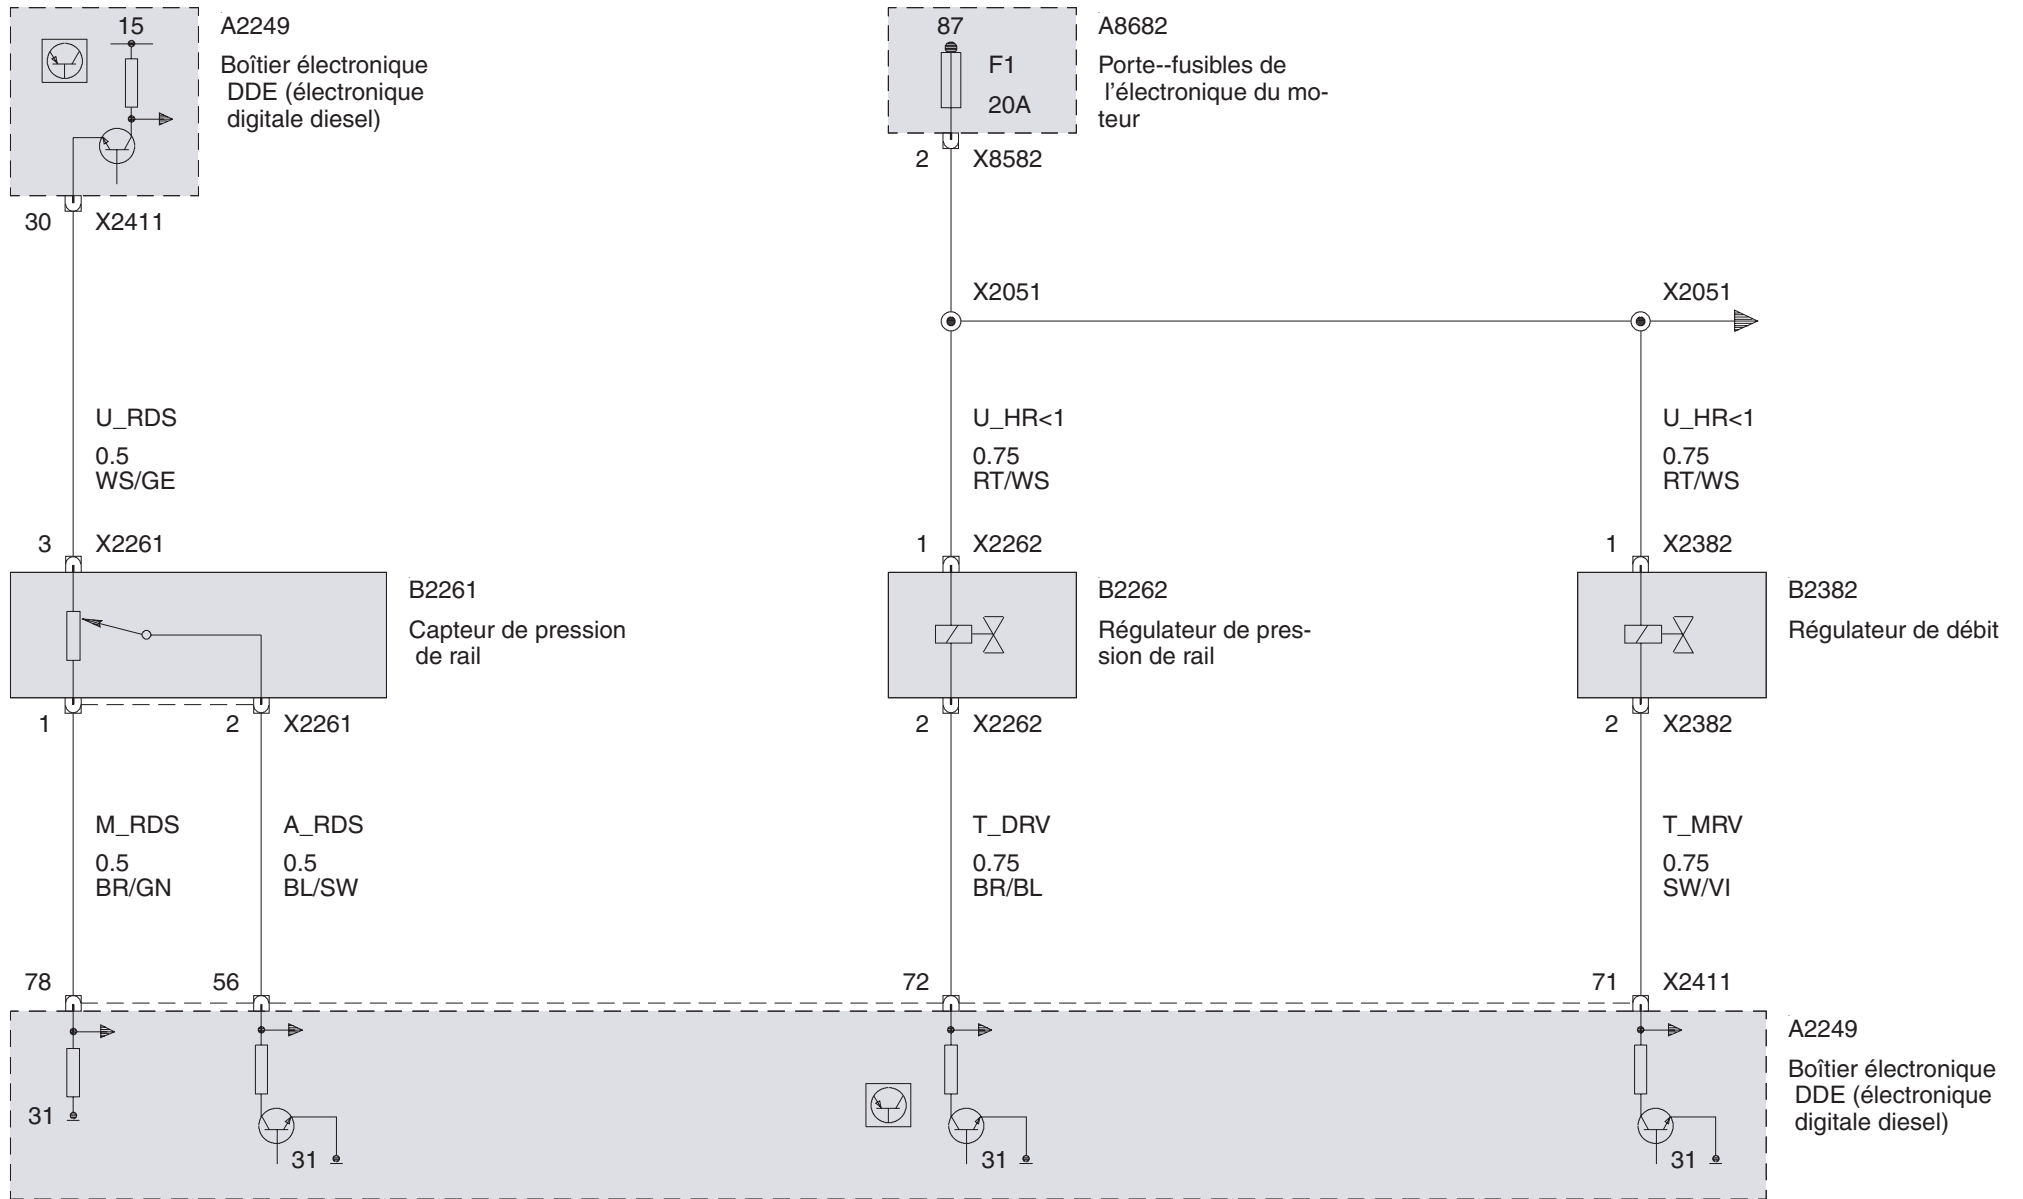 15
A2249
Boîtier électronique
DDE (électronique
digitale diesel)
30
X2411
87
F1
20A
A8682
Porte--fusibles de
l'électronique du mo-
teur
2
X8582
X2051
X2051
U_RDS
0.5
WS/GE
U_HR<1
0.75
RT/WS
U_HR<1
0.75
RT/WS
3
X2261
1
X2262
1
X2382
B2261
Capteur de pression
de rail
B2262
Régulateur de pres-
sion de rail
B2382
Régulateur de débit
1
2
X2261
2
X2262
2
X2382
M_RDS
0.5
BR/GN
A_RDS
0.5
BL/SW
T_DRV
0.75
BR/BL
T_MRV
0.75
SW/VI
78
56
72
71
X2411
A2249
Boîtier électronique
DDE (électronique
digitale diesel)
31
31
31
31